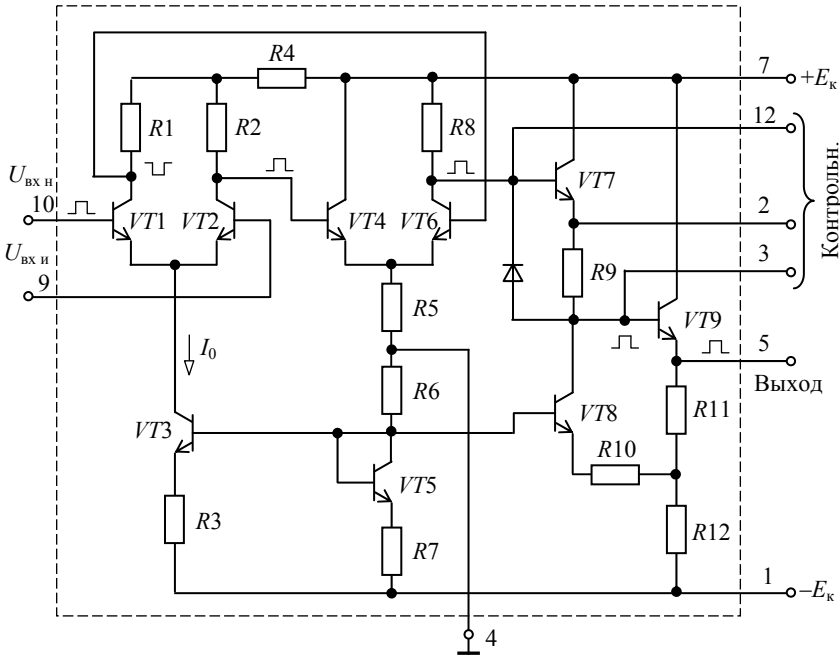 R4
7
+Eк
R1
R2
R8
12
Uвх н
10
VT1
VT2
VT4
VT6
VT7
2
Контрольн.
Uвх и
9
R5
R9
3
VT9
I0
5
Выход
R6
VT8
R11
VT3
R10
VT5
R3
R7
R12
1
–Eк
4